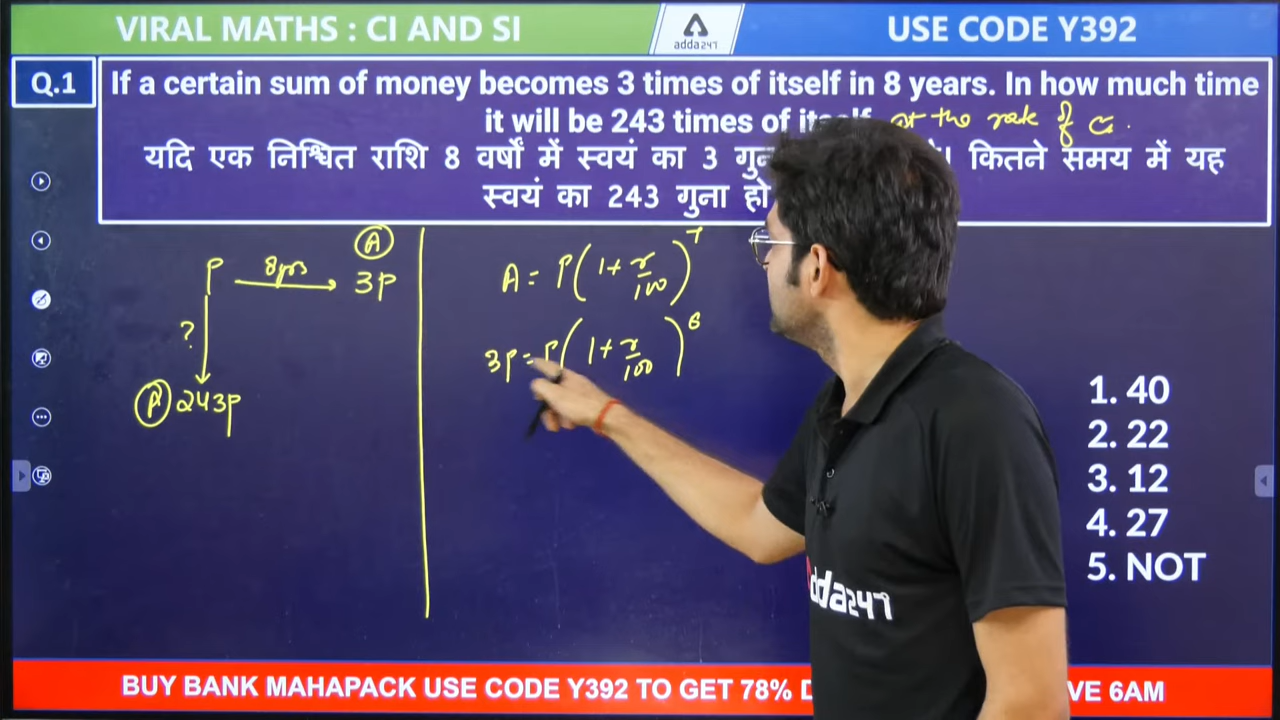 VIRAL MATHS : CI AND SI
adda247
USE CODE Y392
Q.1
If a certain sum of money becomes 3 times of itself in 8 years. In how much time
it will be 243 times of itself at the rate of CI.
यदि एक निश्चित राशि 8 वर्षों में स्वयं का 3 कितने समय में यह
स्वयं का 243 गुना हो
P 8yrs 3P
A
?
243P
A = P(1+r/100)^T
3P = P(1+r/100)^8
1. 40
2. 22
3. 12
4. 27
5. NOT
dda247
BUY BANK MAHAPACK USE CODE Y392 TO GET 78% 6AM